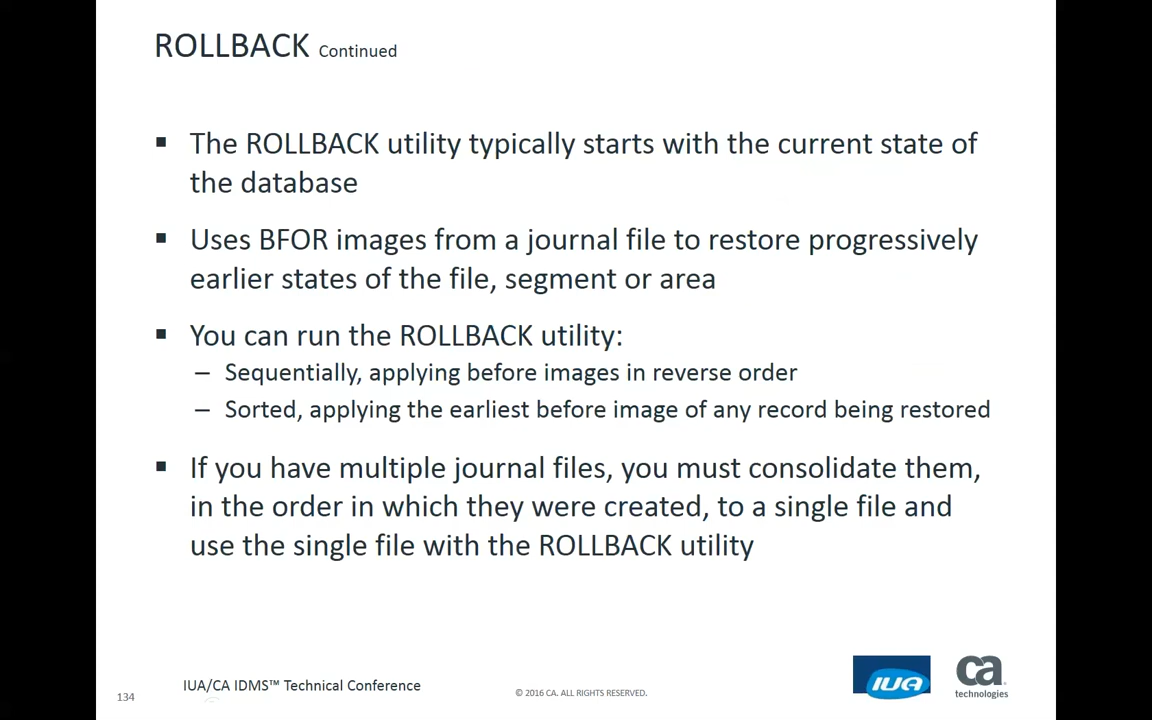 ROLLBACK Continued
▪ The ROLLBACK utility typically starts with the current state of
the database
▪ Uses BFOR images from a journal file to restore progressively
earlier states of the file, segment or area
▪ You can run the ROLLBACK utility:
– Sequentially, applying before images in reverse order
– Sorted, applying the earliest before image of any record being restored
▪ If you have multiple journal files, you must consolidate them,
in the order in which they were created, to a single file and
use the single file with the ROLLBACK utility
134
IUA/CA IDMS™ Technical Conference
© 2016 CA. ALL RIGHTS RESERVED.
IUA
ca
technologies